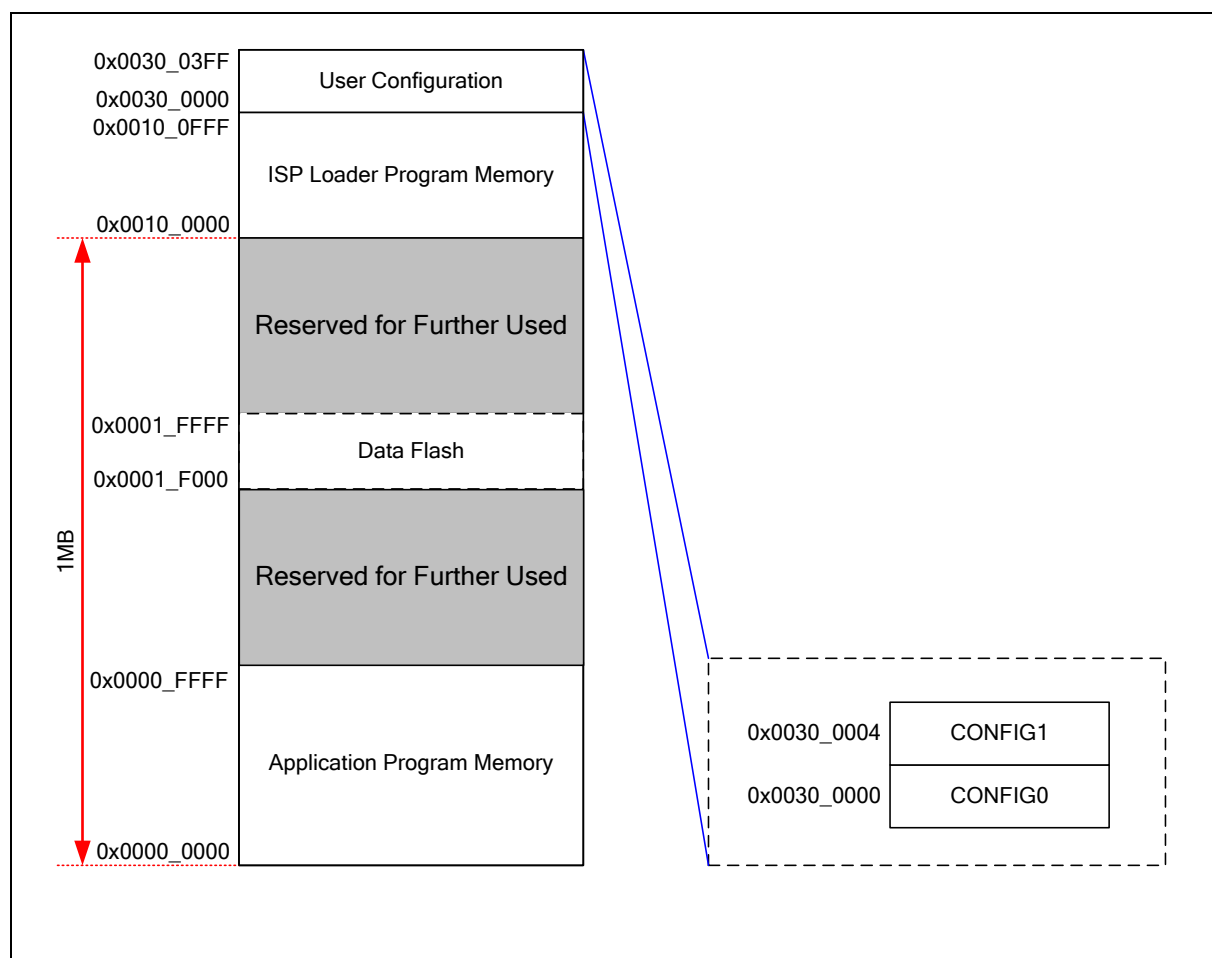 0x0030_03FF
User Configuration
0x0030_0000
0x0010_0FFF
ISP Loader Program Memory
0x0010_0000
Reserved for Further Used
0x0001_FFFF
Data Flash
0x0001_F000
1MB
Reserved for Further Used
0x0000_FFFF
Application Program Memory
0x0000_0000
0x0030_0004
CONFIG1
0x0030_0000
CONFIG0